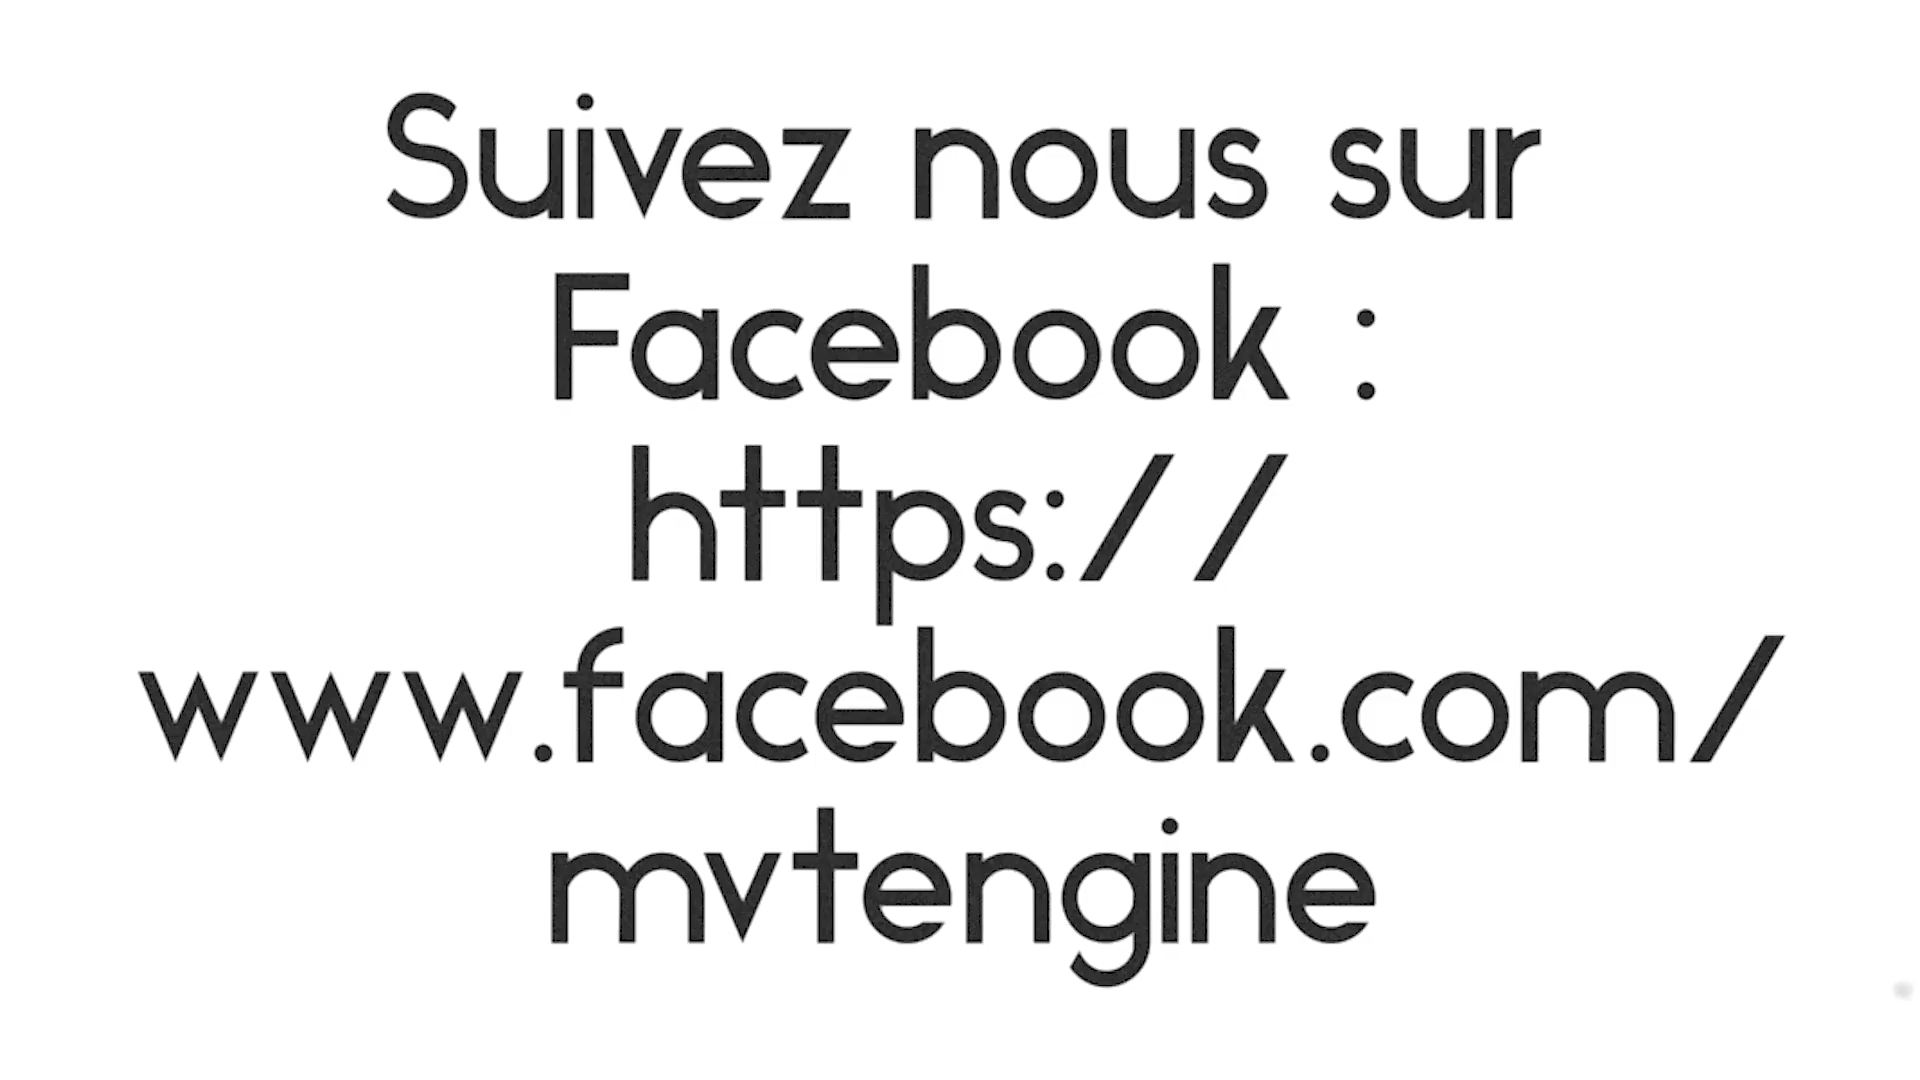 Suivez nous sur
Facebook :
https://
www.facebook.com/
mvtengine